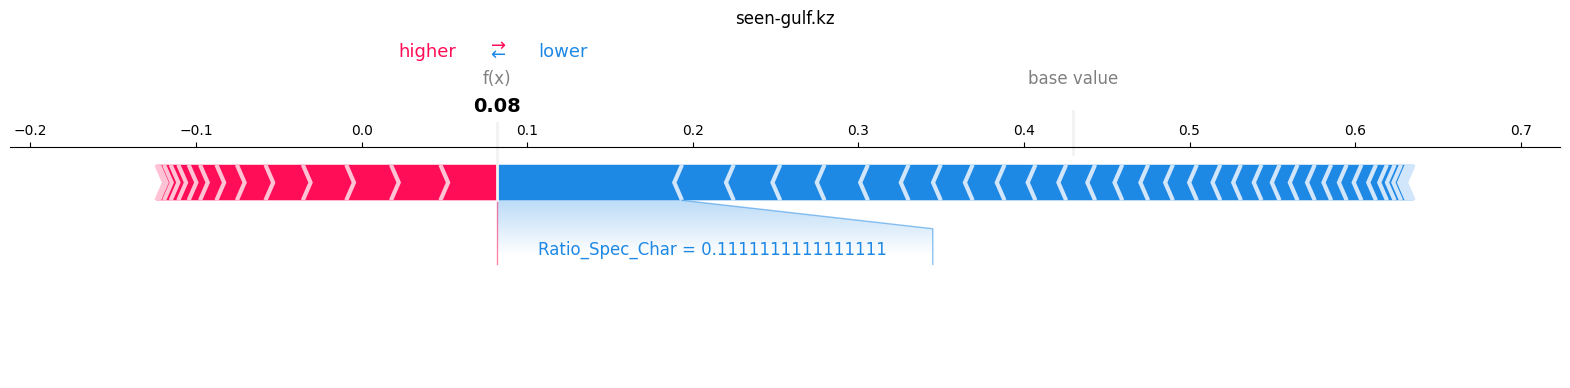 seen-gulf.kz
higher → ← lower
f(x) base value
0.08
−0.2 −0.1 0.0 0.1 0.2 0.3 0.4 0.5 0.6 0.7
Ratio_Spec_Char = 0.1111111111111111